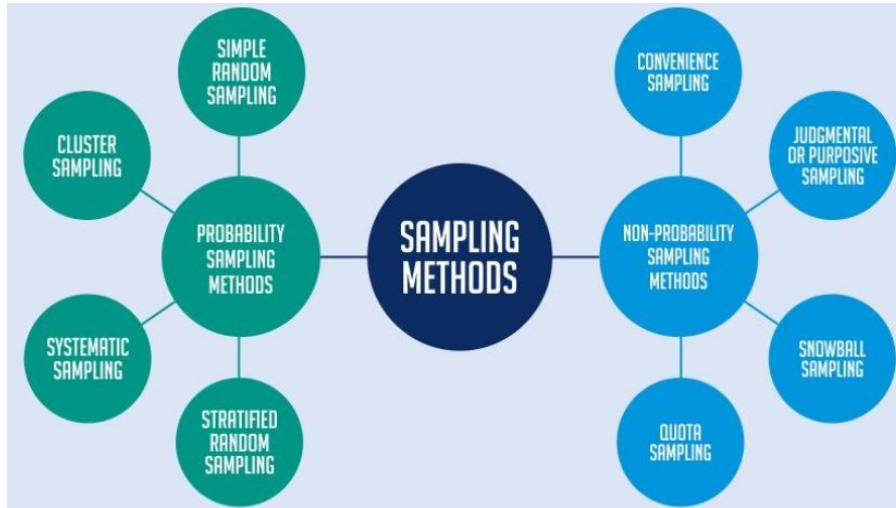 SIMPLE
RANDOM
SAMPLING
CLUSTER
SAMPLING
PROBABILITY
SAMPLING
METHODS
SYSTEMATIC
SAMPLING
STRATIFIED
RANDOM
SAMPLING
SAMPLING
METHODS
CONVENIENCE
SAMPLING
JUDGMENTAL
OR PURPOSIVE
SAMPLING
NON-PROBABILITY
SAMPLING
METHODS
SNOWBALL
SAMPLING
QUOTA
SAMPLING